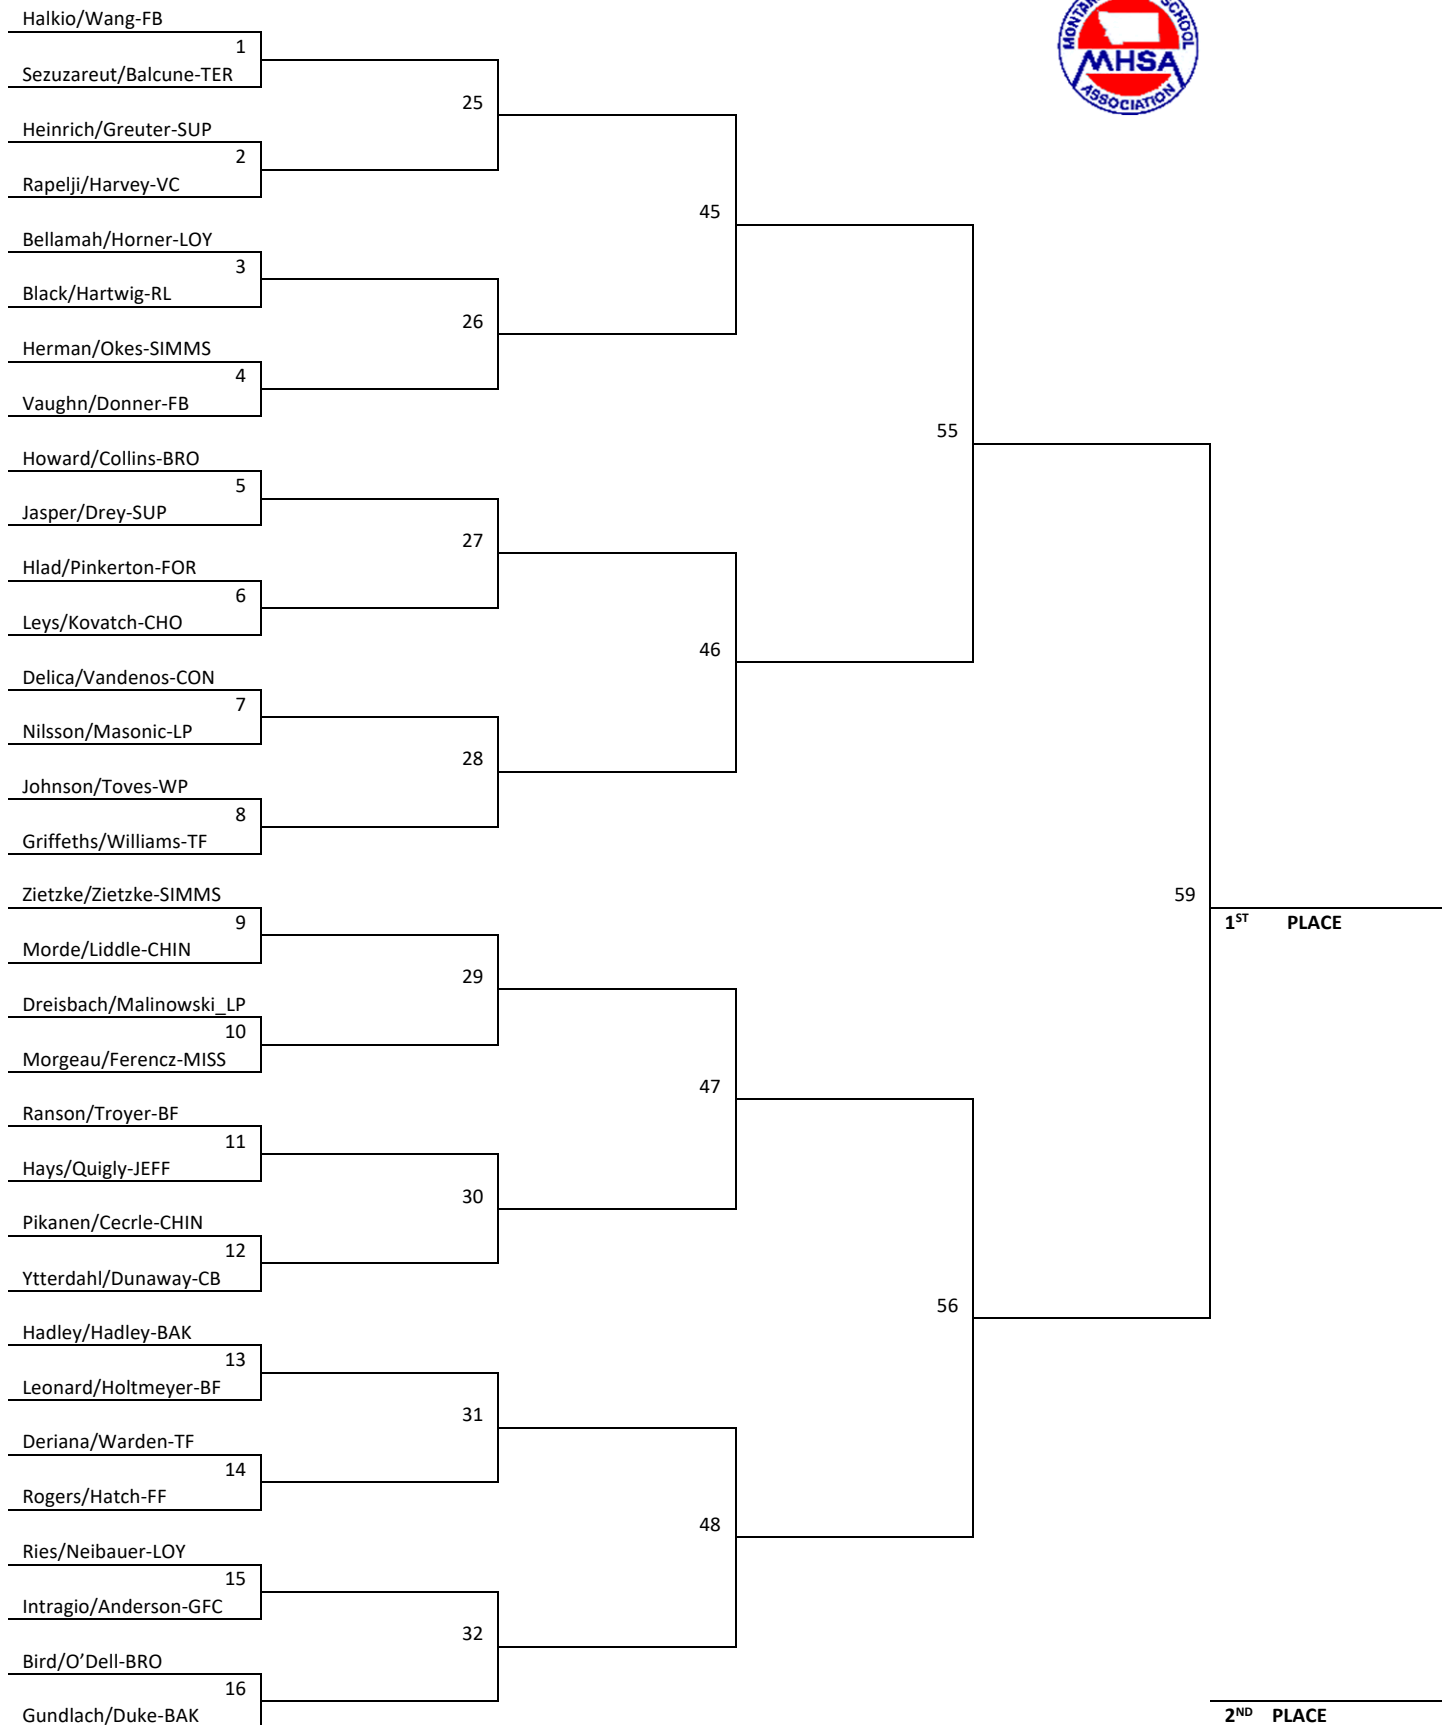 Halkio/Wang-FB
1
Sezuzareut/Balcune-TER
25
Heinrich/Greuter-SUP
2
Rapelji/Harvey-VC
45
Bellamah/Horner-LOY
3
Black/Hartwig-RL
26
Herman/Okes-SIMMS
4
Vaughn/Donner-FB
55
Howard/Collins-BRO
5
Jasper/Drey-SUP
27
Hlad/Pinkerton-FOR
6
Leys/Kovatch-CHO
46
Delica/Vandenos-CON
7
Nilsson/Masonic-LP
28
Johnson/Toves-WP
8
Griffeths/Williams-TF
59
1ST PLACE
Zietzke/Zietzke-SIMMS
9
Morde/Liddle-CHIN
29
Dreisbach/Malinowski_LP
10
Morgeau/Ferencz-MISS
47
Ranson/Troyer-BF
11
Hays/Quigly-JEFF
30
Pikanen/Cecrle-CHIN
12
Ytterdahl/Dunaway-CB
56
Hadley/Hadley-BAK
13
Leonard/Holtmeyer-BF
31
Deriana/Warden-TF
14
Rogers/Hatch-FF
48
Ries/Neibauer-LOY
15
Intragio/Anderson-GFC
32
Bird/O’Dell-BRO
16
Gundlach/Duke-BAK
2ND PLACE
SCHOOL
MHSA
ASSOCIATION